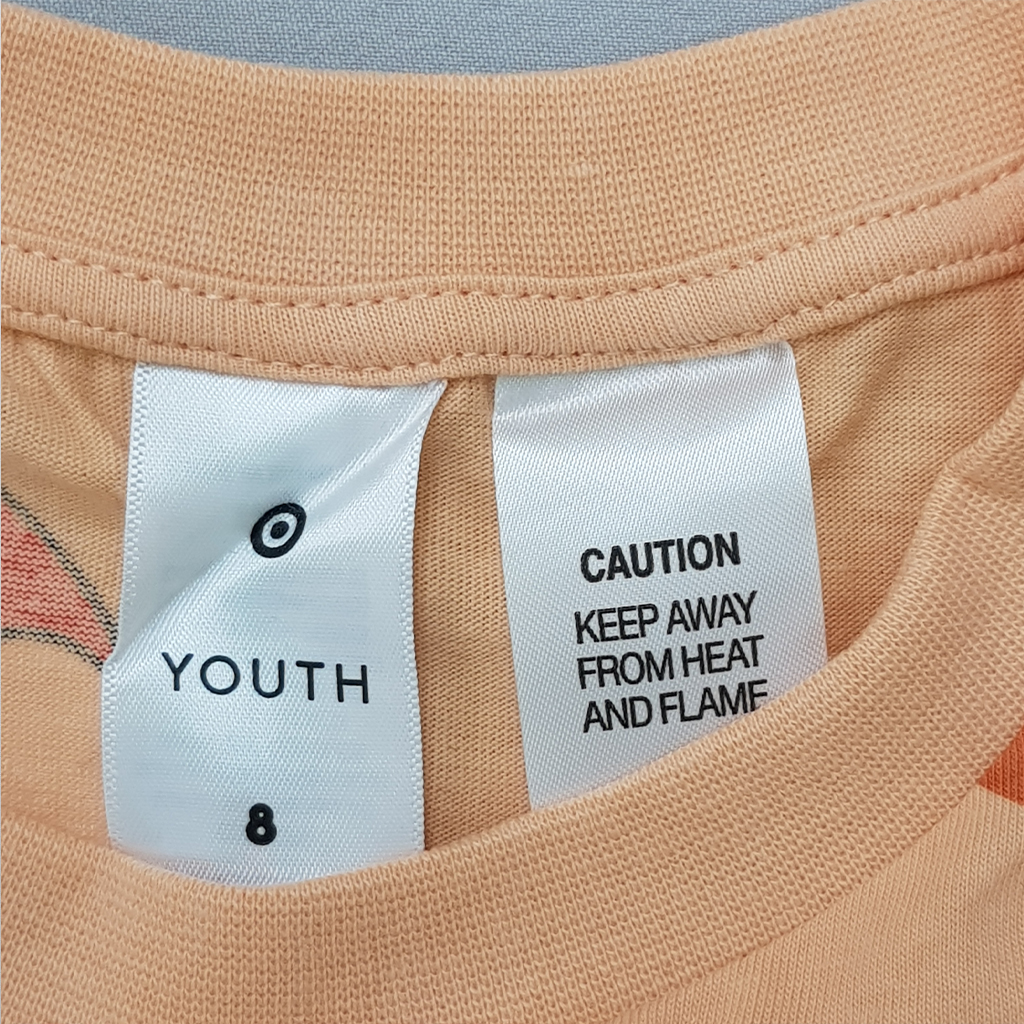 YOUTH
8
CAUTION
KEEP AWAY
FROM HEAT
AND FLAME